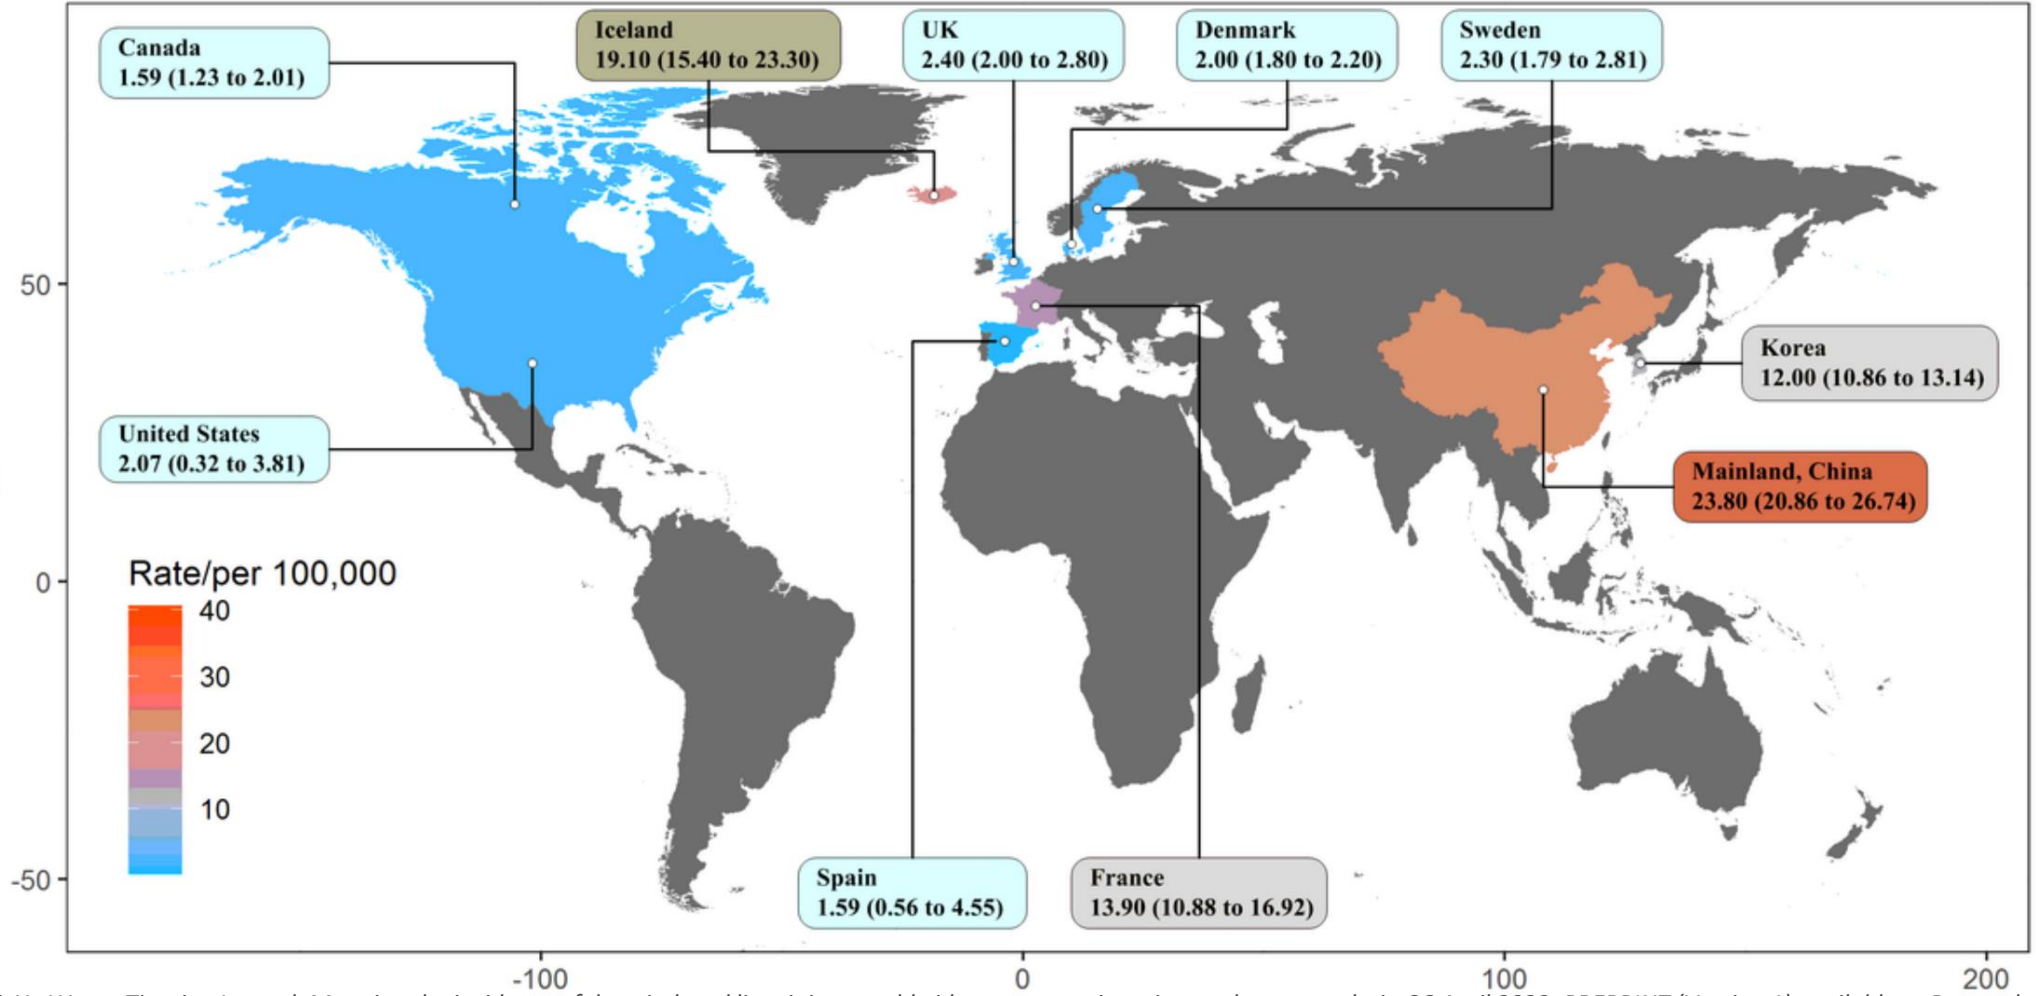 Canada
1.59 (1.23 to 2.01)
Iceland
19.10 (15.40 to 23.30)
UK
2.40 (2.00 to 2.80)
Denmark
2.00 (1.80 to 2.20)
Sweden
2.30 (1.79 to 2.81)
50
Korea
12.00 (10.86 to 13.14)
United States
2.07 (0.32 to 3.81)
Mainland, China
23.80 (20.86 to 26.74)
0
Rate/per 100,000
40
30
20
10
-50
Spain
1.59 (0.56 to 4.55)
France
13.90 (10.88 to 16.92)
-100
0
100
200